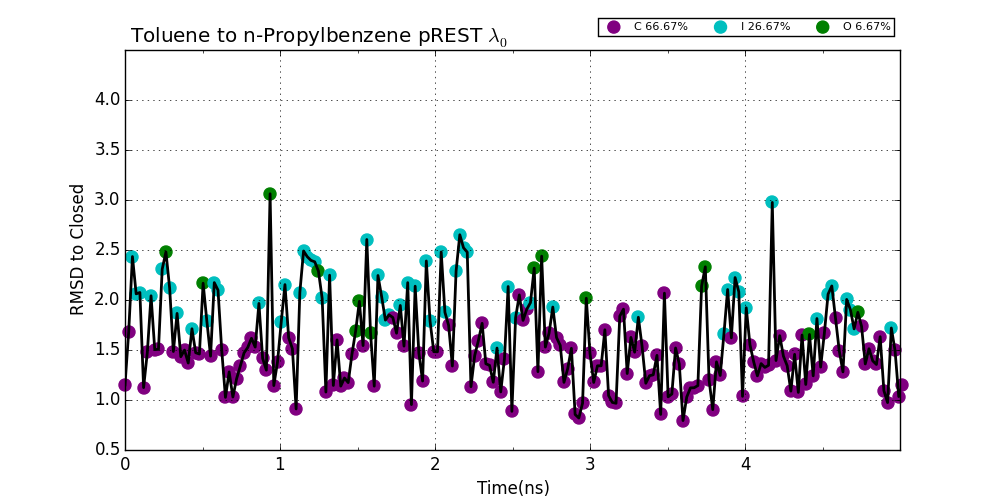 Toluene to n-Propylbenzene pREST λ0
C 66.67% I 26.67% O 6.67%
RMSD to Closed
4.0
3.5
3.0
2.5
2.0
1.5
1.0
0.5
0 1 2 3 4
Time(ns)